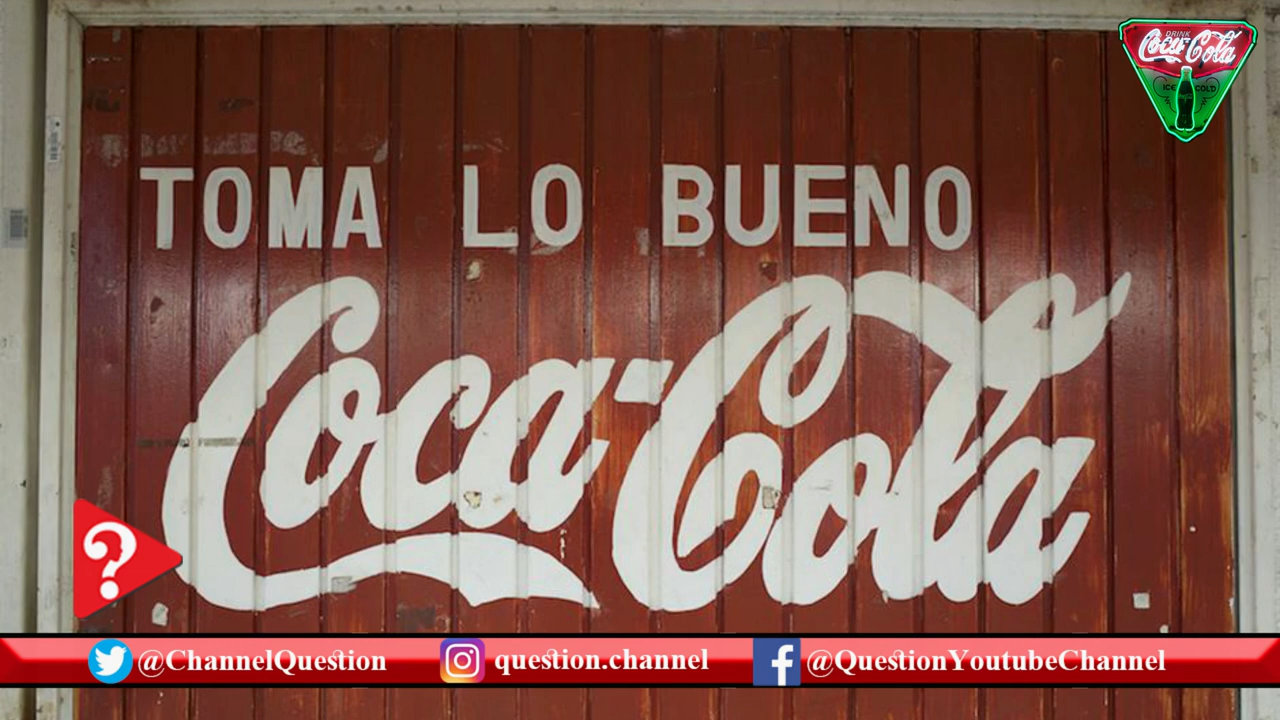 DRINK
Coca-Cola
ICE COLD
TOMA LO BUENO
Coca-Cola
?
@ChannelQuestion
question.channel
@QuestionYoutubeChannel